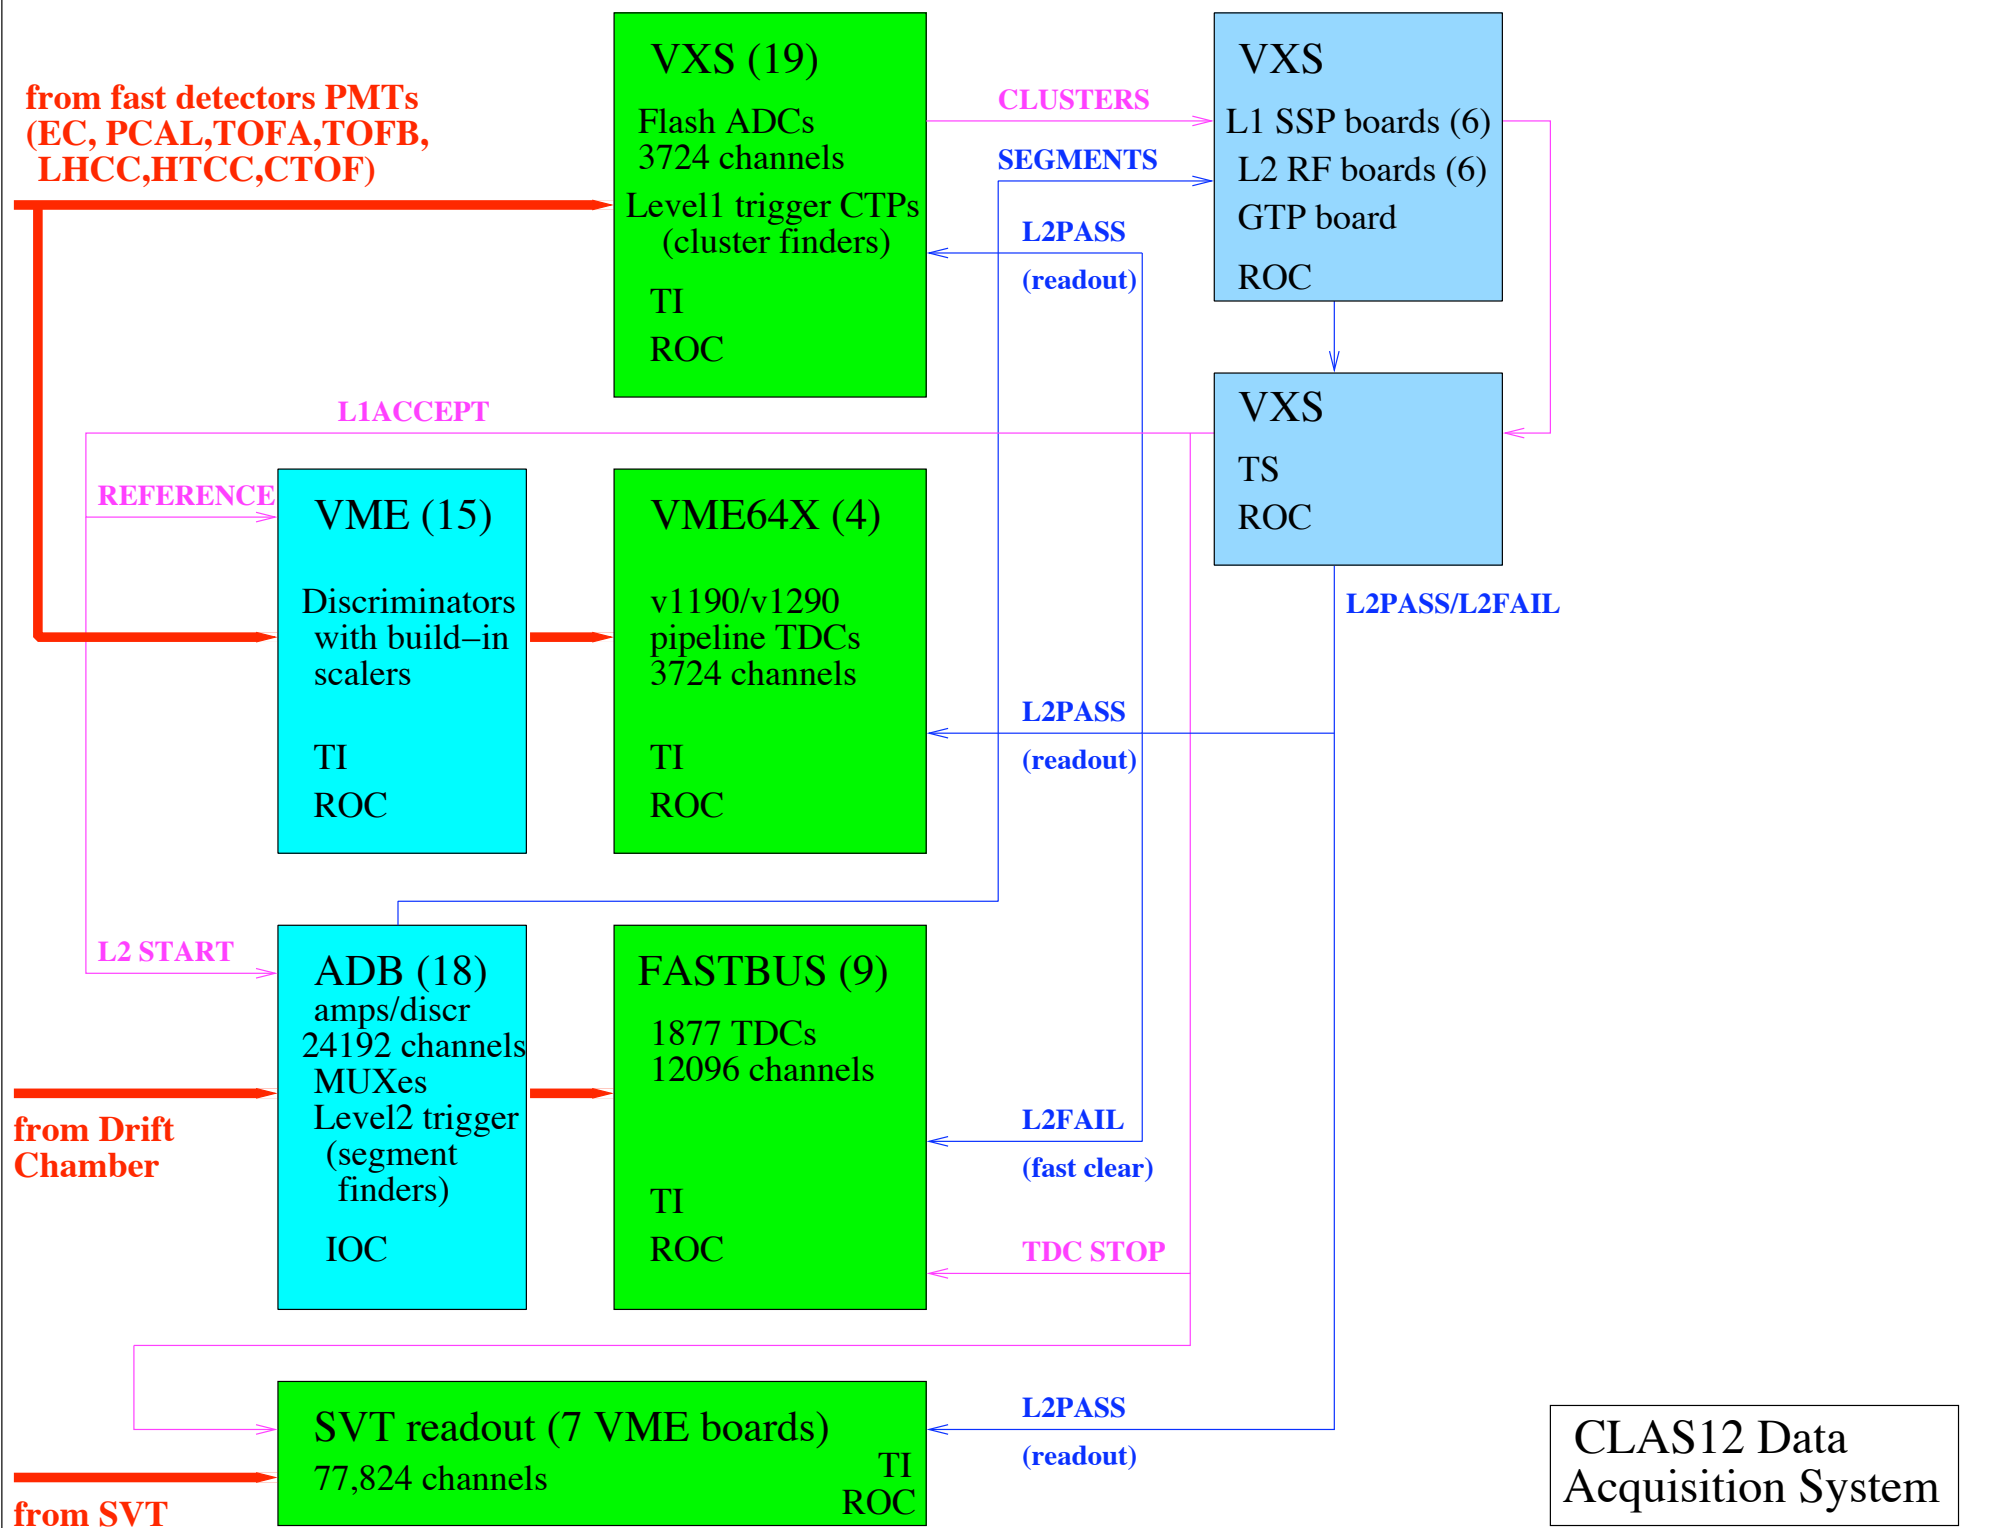 from fast detectors PMTs
(EC, PCAL,TOFA,TOFB,
LHCC,HTCC,CTOF)
VXS (19)
Flash ADCs
3724 channels
Level1 trigger CTPs
(cluster finders)
TI
ROC
CLUSTERS
SEGMENTS
L2PASS
(readout)
VXS
L1 SSP boards (6)
L2 RF boards (6)
GTP board
ROC
L1ACCEPT
VXS
TS
ROC
REFERENCE
VME (15)
Discriminators
with build−in
scalers
TI
ROC
VME64X (4)
v1190/v1290
pipeline TDCs
3724 channels
TI
ROC
L2PASS/L2FAIL
L2PASS
(readout)
L2 START
ADB (18)
amps/discr
24192 channels
MUXes
Level2 trigger
(segment
finders)
IOC
FASTBUS (9)
1877 TDCs
12096 channels
TI
ROC
L2FAIL
(fast clear)
TDC STOP
from Drift
Chamber
SVT readout (7 VME boards)
77,824 channels
TI
ROC
L2PASS
(readout)
from SVT
CLAS12 Data
Acquisition System